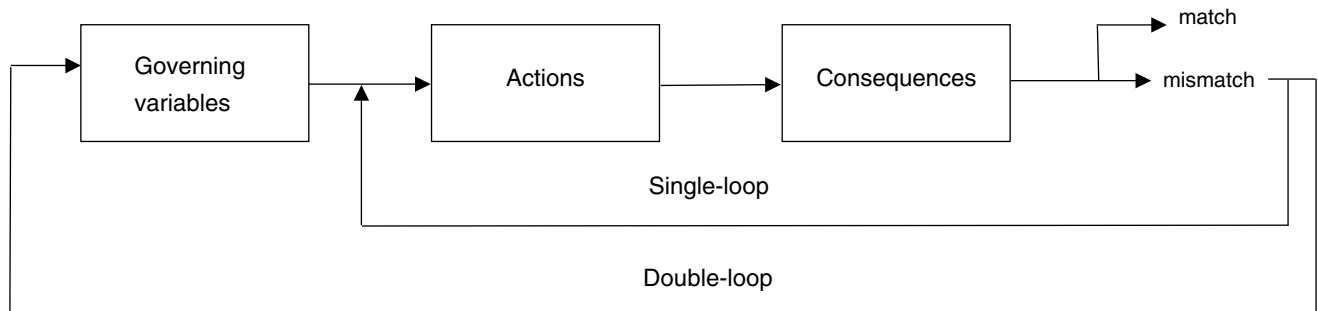 match
Governing
variables
Actions
Consequences
mismatch
Single-loop
Double-loop